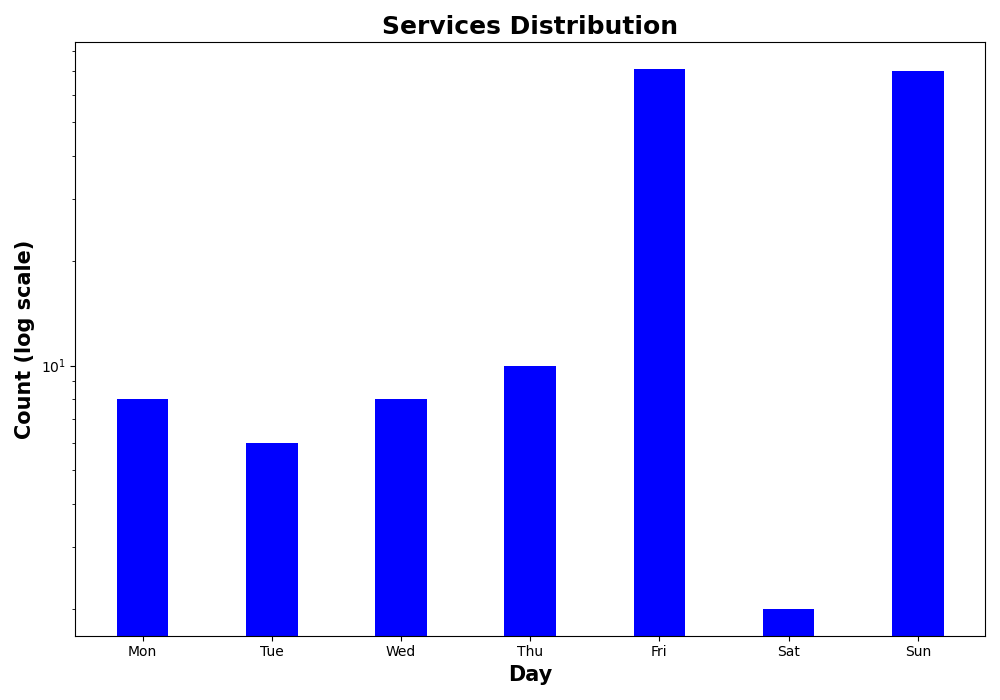 Services Distribution
Count (log scale)
10¹
Mon Tue Wed Thu Fri Sat Sun
Day